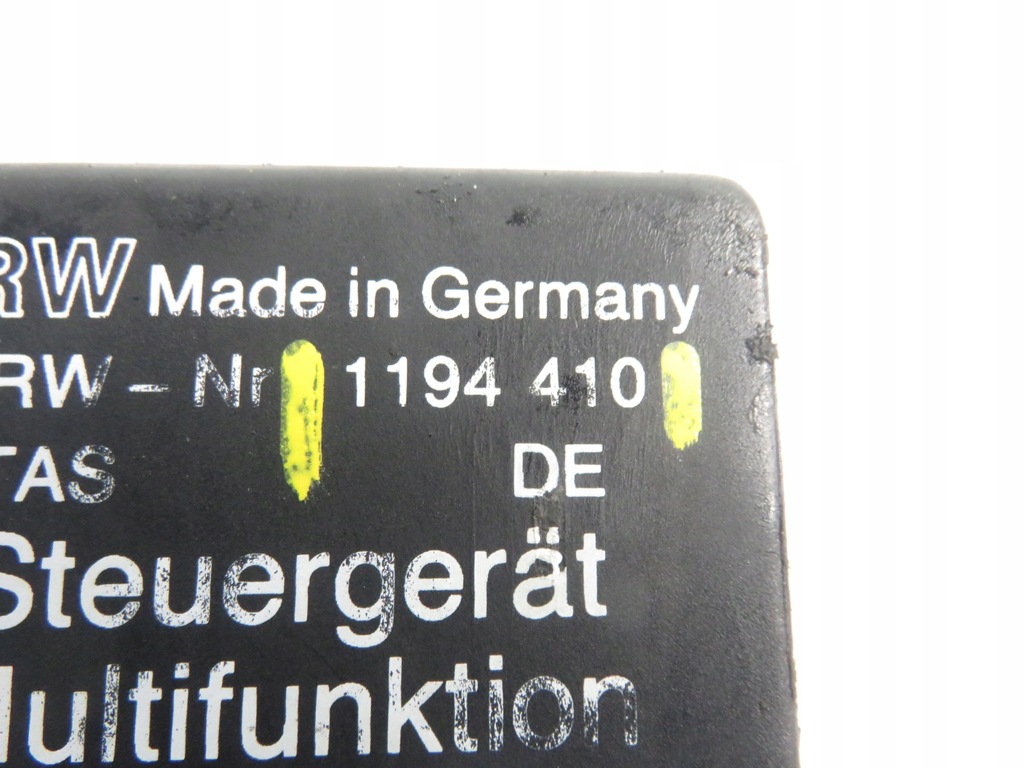 RW Made in Germany
RW - Nr 1194 410
TAS DE
Steuergerät
ultifunktion